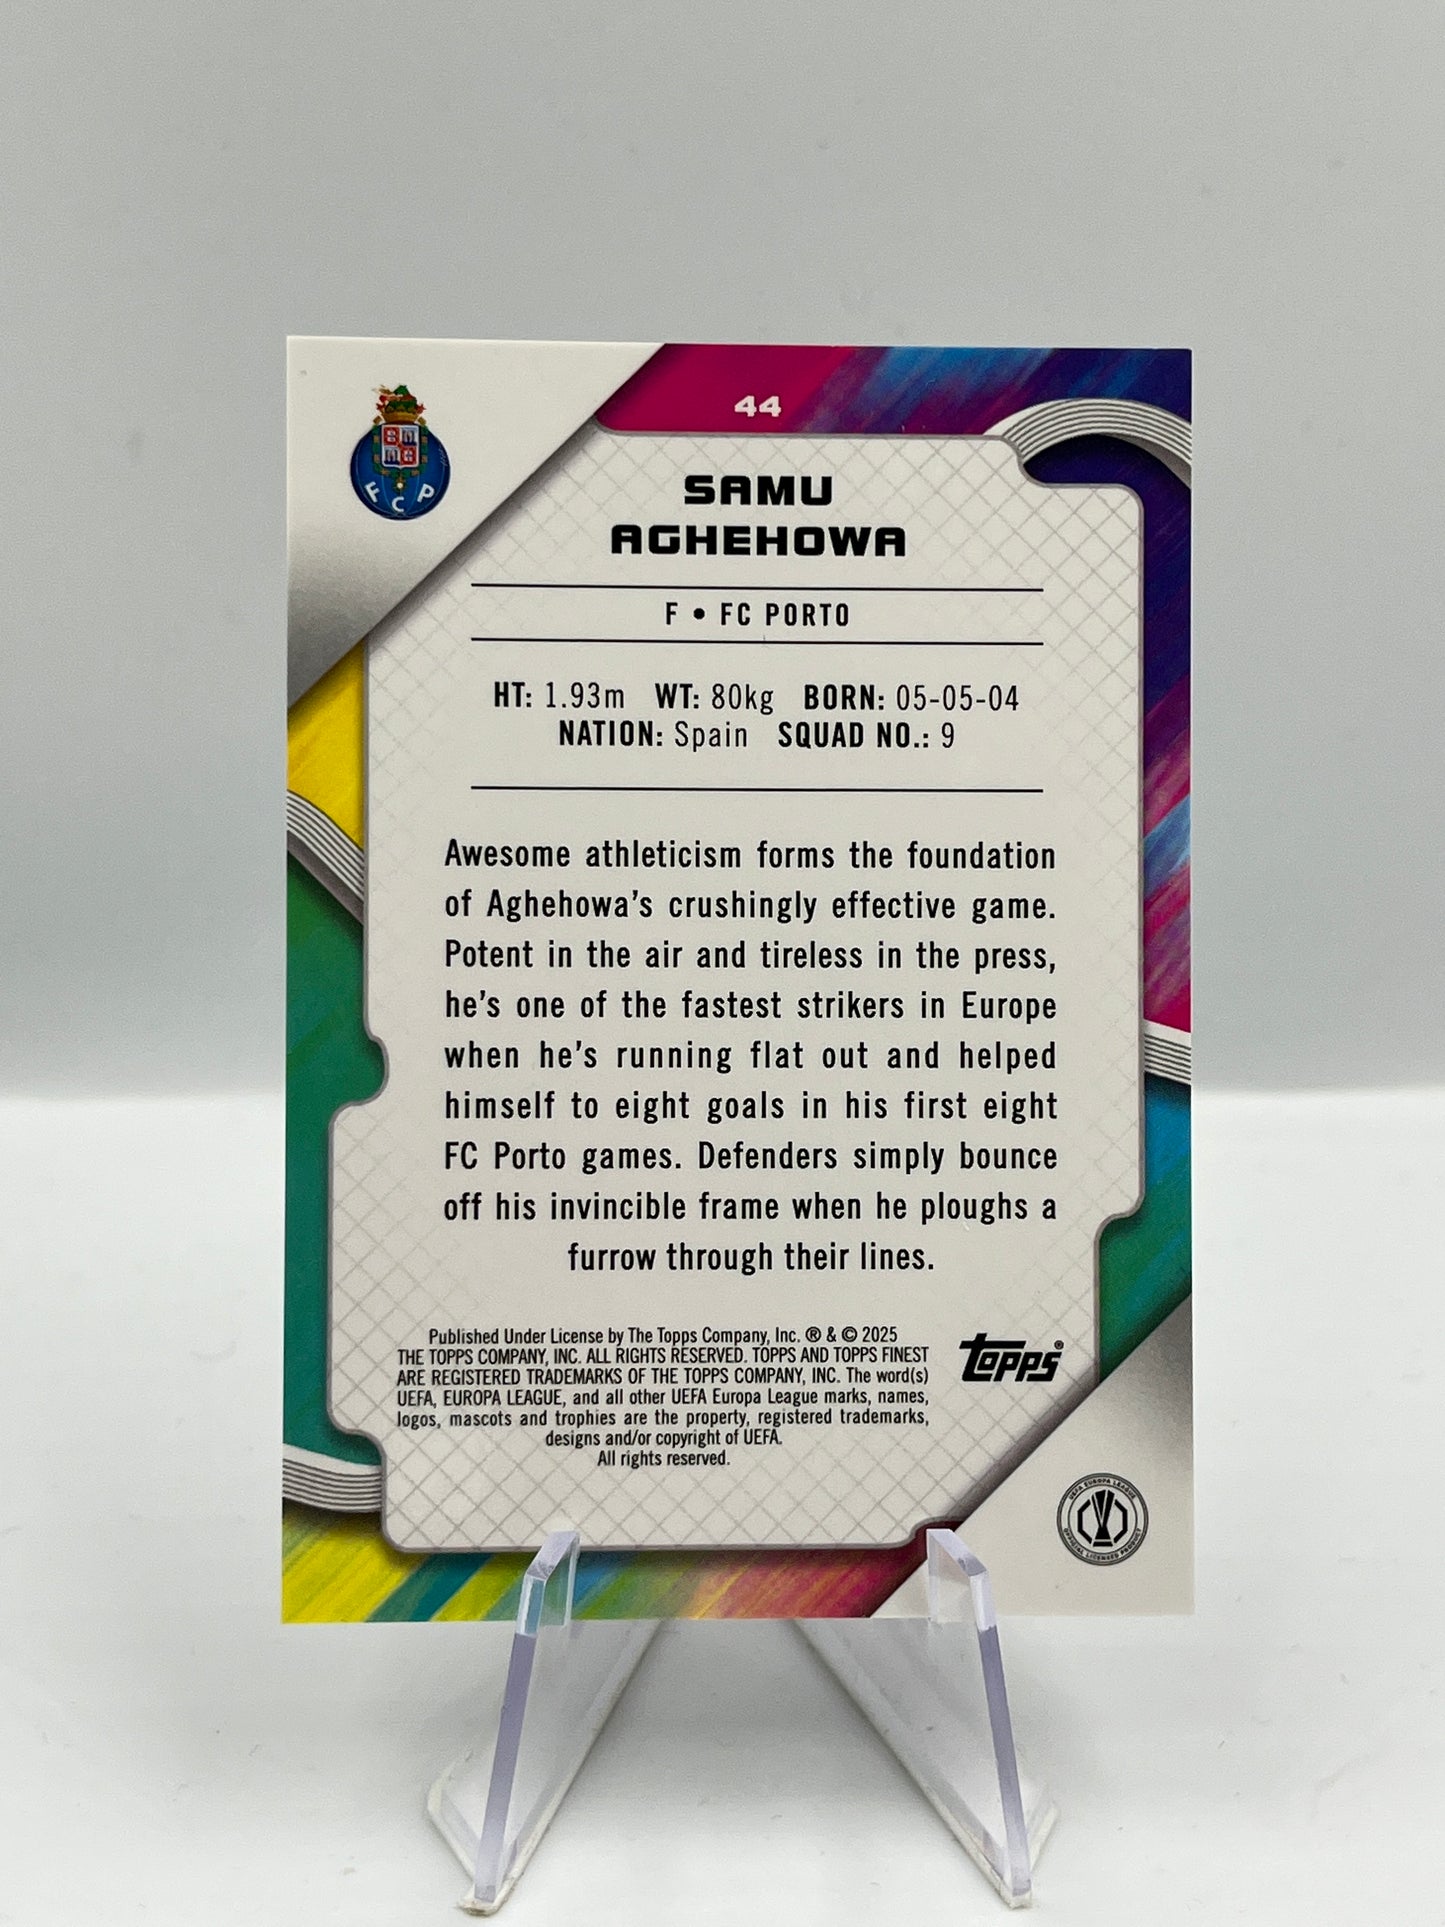 44
SAMU
AGHEHOWA
F • FC PORTO
HT: 1.93m WT: 80kg BORN: 05-05-04
NATION: Spain SQUAD NO.: 9
Awesome athleticism forms the foundation
of Aghehowa's crushingly effective game.
Potent in the air and tireless in the press,
he's one of the fastest strikers in Europe
when he's running flat out and helped
himself to eight goals in his first eight
FC Porto games. Defenders simply bounce
off his invincible frame when he ploughs a
furrow through their lines.
Published Under License by The Topps Company, Inc. ® & © 2025
THE TOPPS COMPANY, INC. ALL RIGHTS RESERVED. TOPPS AND TOPPS FINEST
ARE REGISTERED TRADEMARKS OF THE TOPPS COMPANY, INC. The word(s)
UEFA, EUROPA LEAGUE, and all other UEFA Europa League marks, names,
logos, mascots and trophies are the property, registered trademarks,
designs and/or copyright of UEFA.
All rights reserved.
Topps®
FCP
UEFA EUROPA LEAGUE
OFFICIAL LICENSED PRODUCT